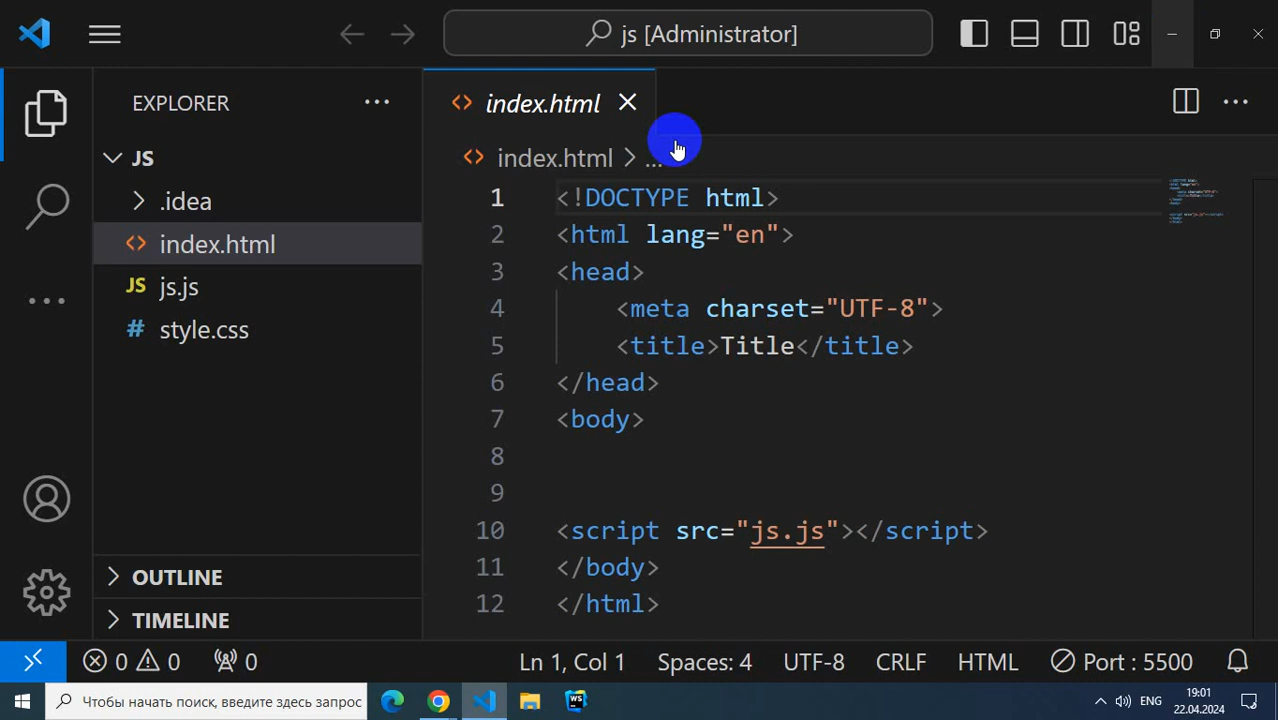 js [Administrator]
EXPLORER
JS
.idea
index.html
JS js.js
# style.css
OUTLINE
TIMELINE
index.html
index.html > ...
1 <!DOCTYPE html>
2 <html lang="en">
3 <head>
4 <meta charset="UTF-8">
5 <title>Title</title>
6 </head>
7 <body>
8
9
10 <script src="js.js"></script>
11 </body>
12 </html>
0 0 0 Ln 1, Col 1 Spaces: 4 UTF-8 CRLF HTML Port : 5500
Чтобы начать поиск, введите здесь запрос
WS
ENG
19:01
22.04.2024